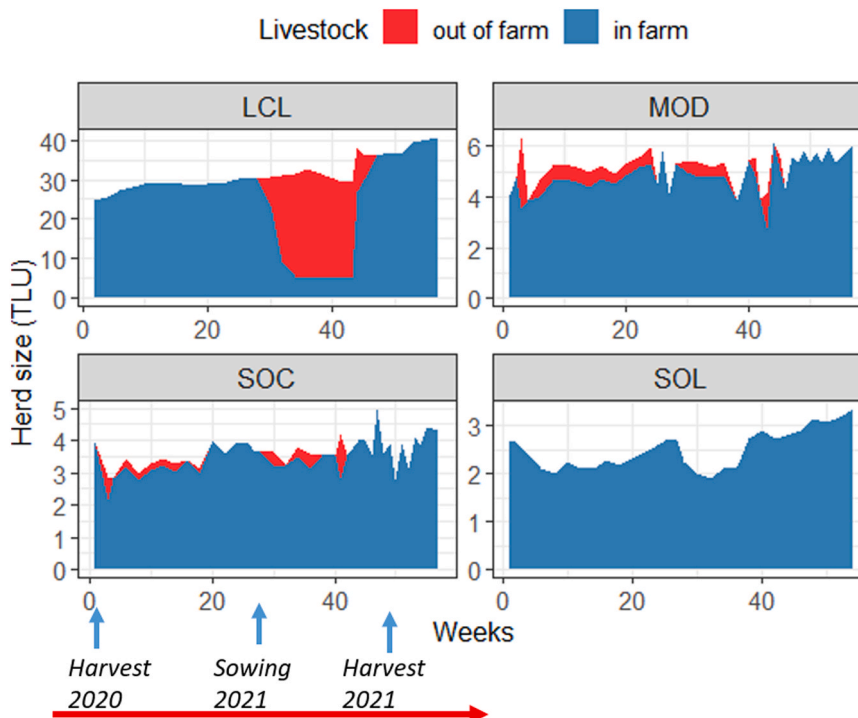 Livestock out of farm in farm
LCL MOD
40
30
20
10
0
0 20 40
6
4
2
0
0 20 40
Herd size (TLU)
SOC SOL
5
4
3
2
1
0
0 20 40
3
2
1
0
0 20 40
Weeks
Harvest 2020
Sowing 2021
Harvest 2021